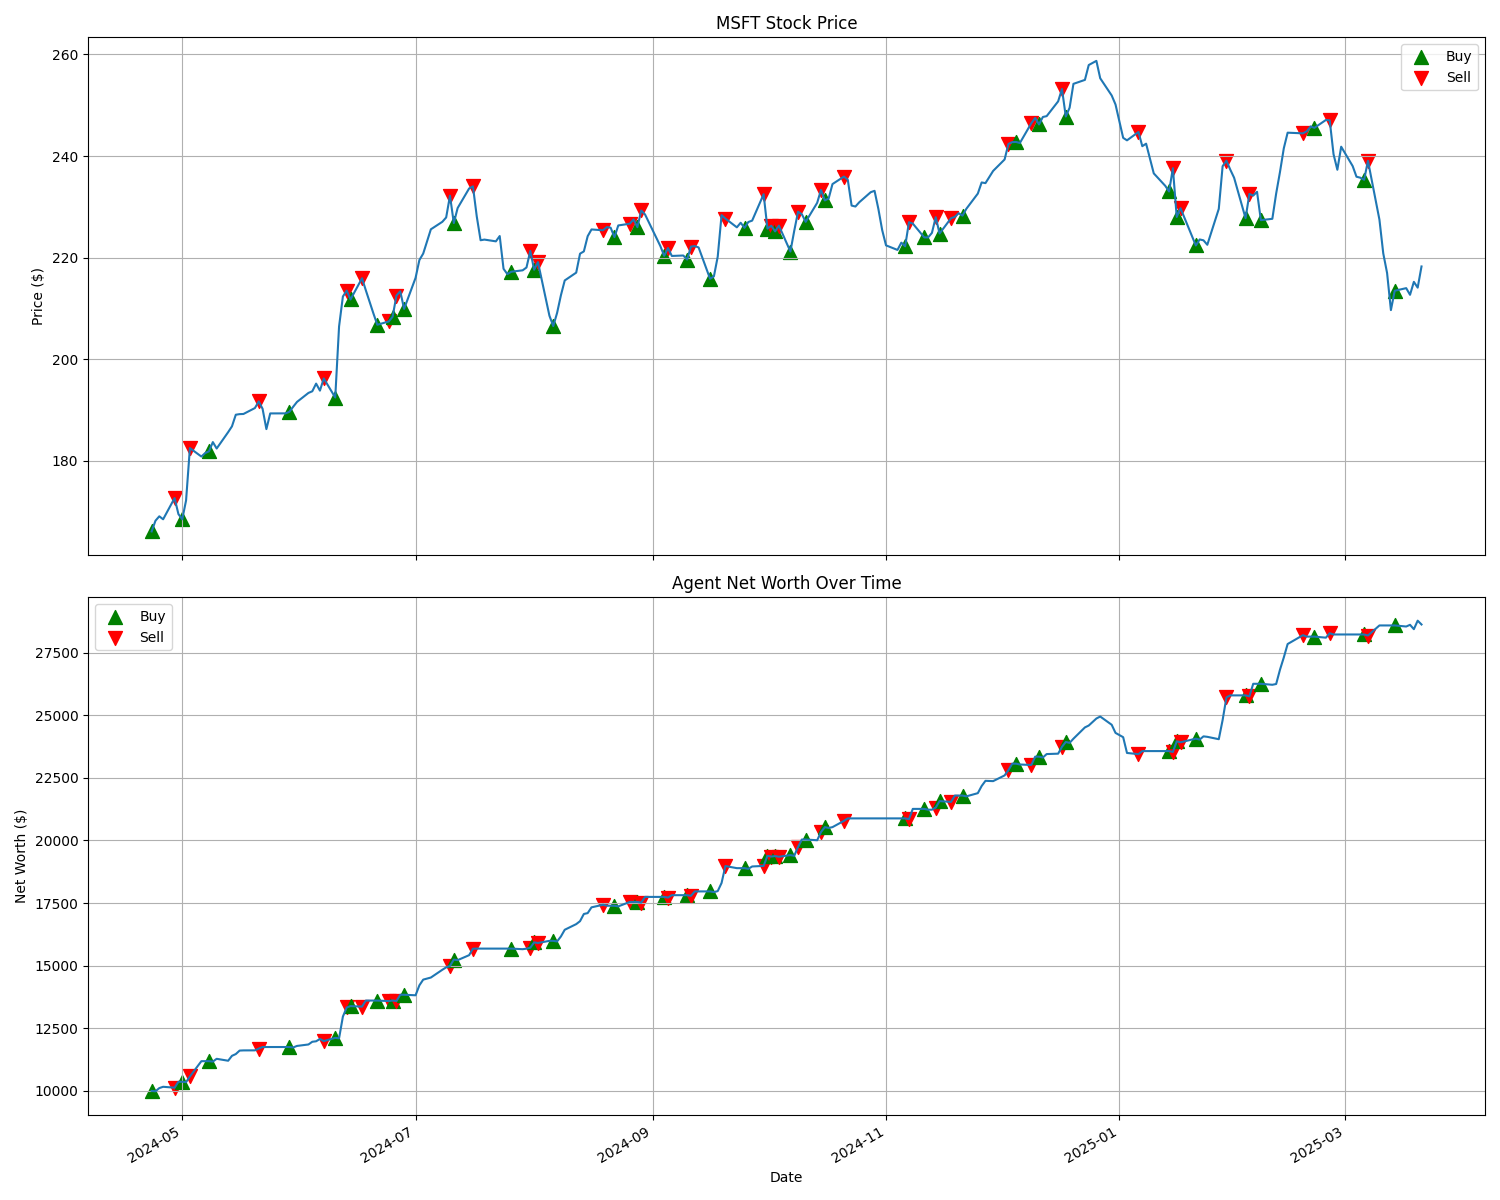 MSFT Stock Price
260
240
220
200
180
Price ($)
Buy
Sell
Agent Net Worth Over Time
Buy
Sell
27500
25000
22500
20000
17500
15000
12500
10000
Net Worth ($)
2024-05
2024-07
2024-09
2024-11
2025-01
2025-03
Date